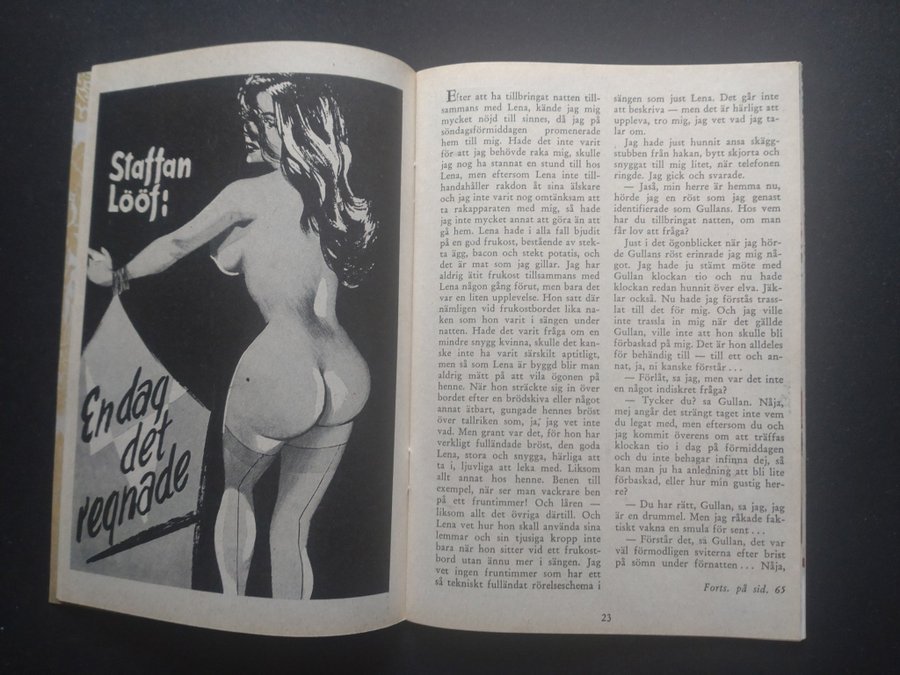 Staffan
Lööf:
En dag
det
regnade
Efter att ha tillbringat natten till-
sammans med Lena, kände jag mig
mycket nöjd till sinnes, då jag på
söndagsförmiddagen promenerade
hem till mig. Hade det inte varit
för att jag behövde raka mig, skulle
jag nog ha stannat en stund till hos
Lena, men eftersom Lena inte till-
handahåller rakdon åt sina älskare
och jag inte varit nog omtänksam att
ta rakapparaten med mig, så hade
jag inte mycket annat att göra än att
gå hem. Lena hade i alla fall bjudit
på en god frukost, bestående av stek-
ta ägg, bacon och stekt potatis, och
det är mat som jag gillar. Jag har
aldrig ätit frukost tillsammans med
Lena någon gång förut, men bara det
var en liten upplevelse. Hon satt där
nämligen vid frukostbordet lika na-
ken som hon varit i sängen under
natten. Hade det varit fråga om en
mindre snygg kvinna, skulle det kan-
ske inte ha varit särskilt aptitligt,
men så som Lena är byggd blir man
aldrig mätt på att vila ögonen på
henne. När hon sträckte sig in över
bordet efter en brödskiva eller något
annat ätbart, gungade hennes bröst
över tallriken som, ja, jag vet inte
vad. Men grant var det, för hon har
verkligt fulländade bröst, den goda
Lena, stora och snygga, härliga att
ta i, ljuvliga att leka med. Liksom
allt annat hos henne. Benen till
exempel, när ser man vackrare ben
på ett fruntimmer! Och låren —
liksom allt det övriga därtill. Och
Lena vet hur hon skall använda sina
lemmar och sin tjusiga kropp inte
bara när hon sitter vid ett frukost-
bord utan ännu mer i sängen. Jag
vet ingen fruntimmer som har ett
så tekniskt fulländat rörelseschema i
sängen som just Lena. Det går inte
att beskriva — men det är härligt att
uppleva, tro mig, jag vet vad jag ta-
lar om.
Jag hade just hunnit ansa skägg-
stubben från hakan, bytt skjorta och
snyggat till mig litet, när telefonen
ringde. Jag gick och svarade.
— Jaså, min herre är hemma nu,
hörde jag en röst som jag genast
identifierade som Gullans. Hos vem
har du tillbringat natten, om man
får lov att fråga?
Just i det ögonblicket när jag hör-
de Gullans röst erinrade jag mig nå-
got. Jag hade ju stämt möte med
Gullan klockan tio och nu hade
klockan redan hunnit över elva. Jäk-
lar också. Nu hade jag förstås trass-
lat till det för mig. Och jag ville
inte trassla in mig när det gällde
Gullan, ville inte att hon skulle bli
förbaskad på mig. Det är hon alldeles
för behändig till — till ett och an-
nat, ja, ni kanske förstår . . .
— Förlåt, sa jag, men var det inte
en något indiskret fråga?
— Tycker du? sa Gullan. Nåja,
mej angår det strängt taget inte vem
du legat med, men eftersom du och
jag kommit överens om att träffas
klockan tio i dag på förmiddagen
och du inte behagar infinna dej, så
kan man ju ha anledning att bli lite
förbaskad, eller hur min gustig her-
re?
— Du har rätt, Gullan, sa jag, jag
är en drummel. Men jag råkade fak-
tiskt vakna en smula för sent . . .
— Förstår det, sa Gullan, det var
väl förmodligen sviterna efter brist
på sömn under förnatten . . . Nåja,
Forts. på sid. 65
23